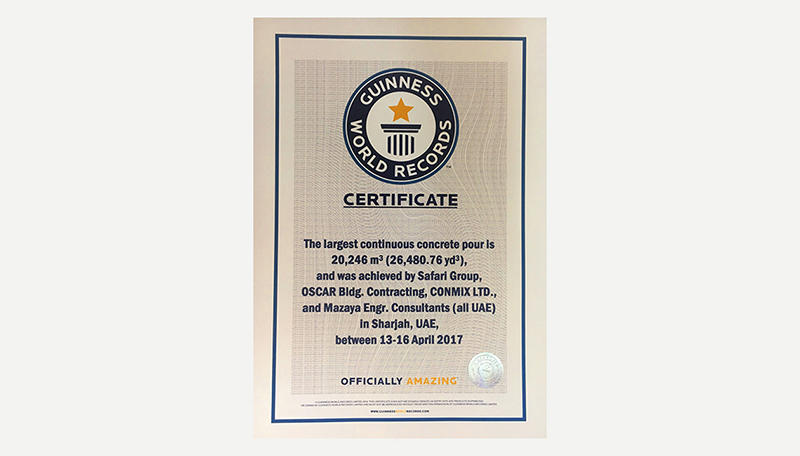 GUINNESS
WORLD RECORDS
CERTIFICATE
The largest continuous concrete pour is
20,246 m³ (26,480.76 yd³),
and was achieved by Safari Group,
OSCAR Bldg. Contracting, CONMIX LTD.,
and Mazaya Engr. Consultants (all UAE)
in Sharjah, UAE,
between 13-16 April 2017
OFFICIALLY AMAZING
WWW.GUINNESSWORLDRECORDS.COM